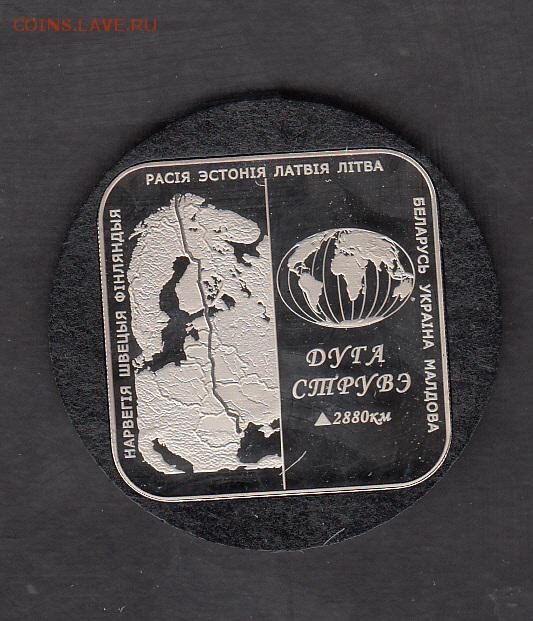 COINS.LAVE.RU
НАРВЕГІЯ ШВЕЦЫЯ ФІНЛЯНДЫЯ
РАСІЯ ЭСТОНІЯ ЛАТВІЯ ЛІТВА
БЕЛАРУСЬ УКРАІНА МАЛДОВА
ДУГА
СТРУВЭ
▲2880км